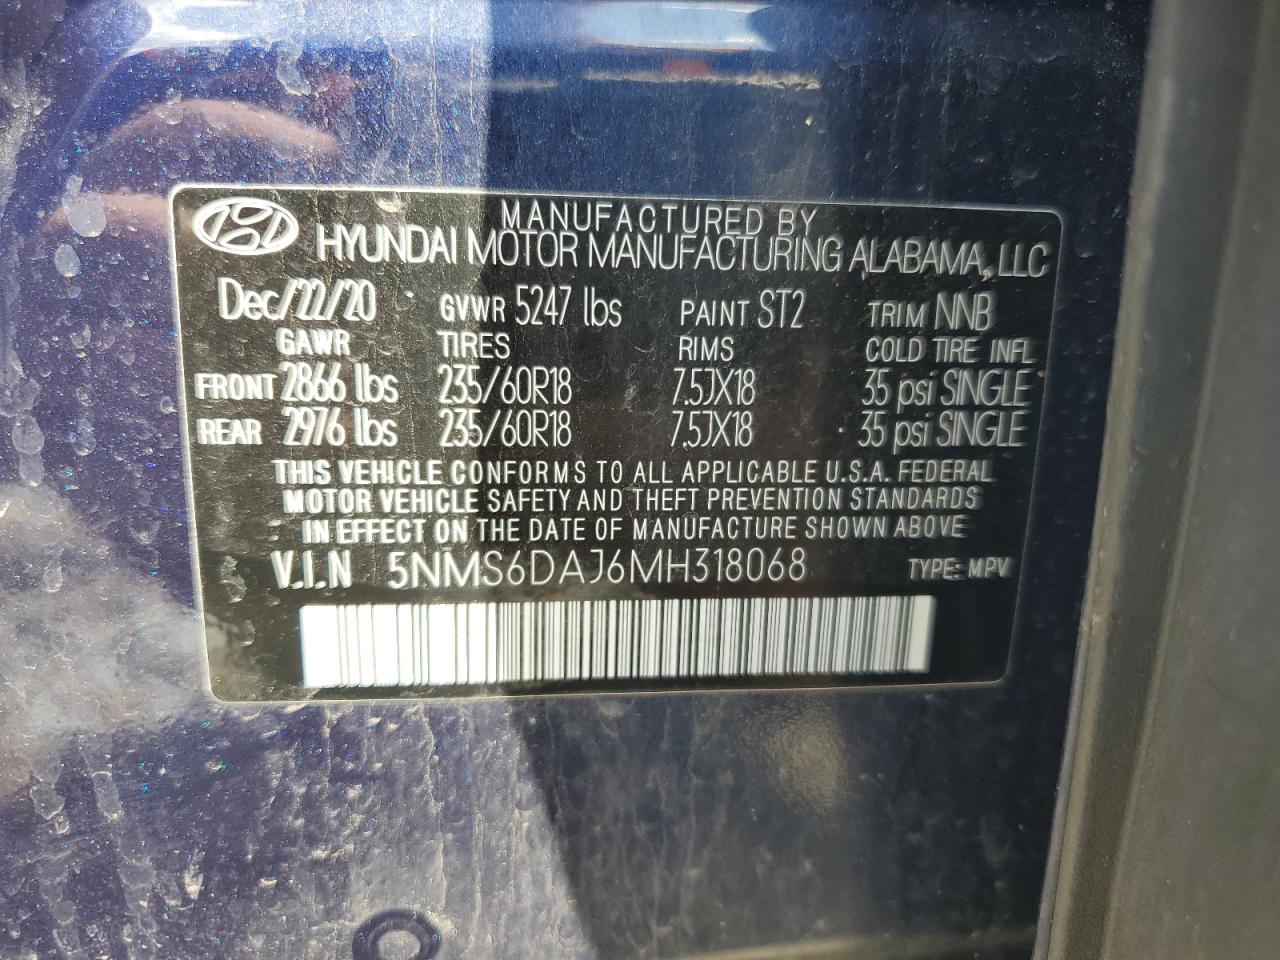 MANUFACTURED BY
HYUNDAI MOTOR MANUFACTURING ALABAMA, LLC
Dec/22/20 GVWR 5247 lbs PAINT ST2 TRIM NNB
GAWR TIRES RIMS COLD TIRE INFL
FRONT 2866 lbs 235/60R18 7.5JX18 35 psi SINGLE
REAR 2976 lbs 235/60R18 7.5JX18 35 psi SINGLE
THIS VEHICLE CONFORMS TO ALL APPLICABLE U.S.A. FEDERAL
MOTOR VEHICLE SAFETY AND THEFT PREVENTION STANDARDS
IN EFFECT ON THE DATE OF MANUFACTURE SHOWN ABOVE
V.I.N 5NMS6DAJ6MH318068 TYPE: MPV